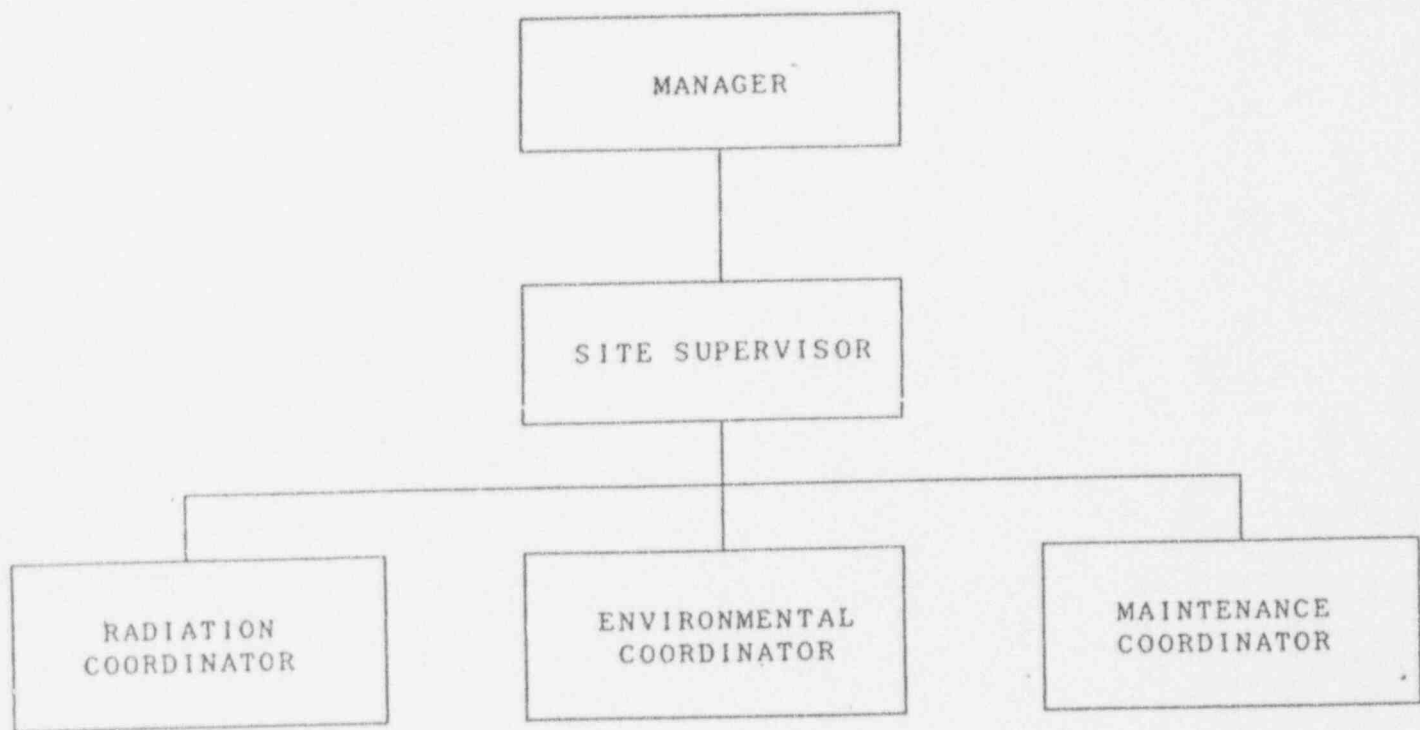 MANAGER
SITE SUPERVISOR
RADIATION
COORDINATOR
ENVIRONMENTAL
COORDINATOR
MAINTENANCE
COORDINATOR